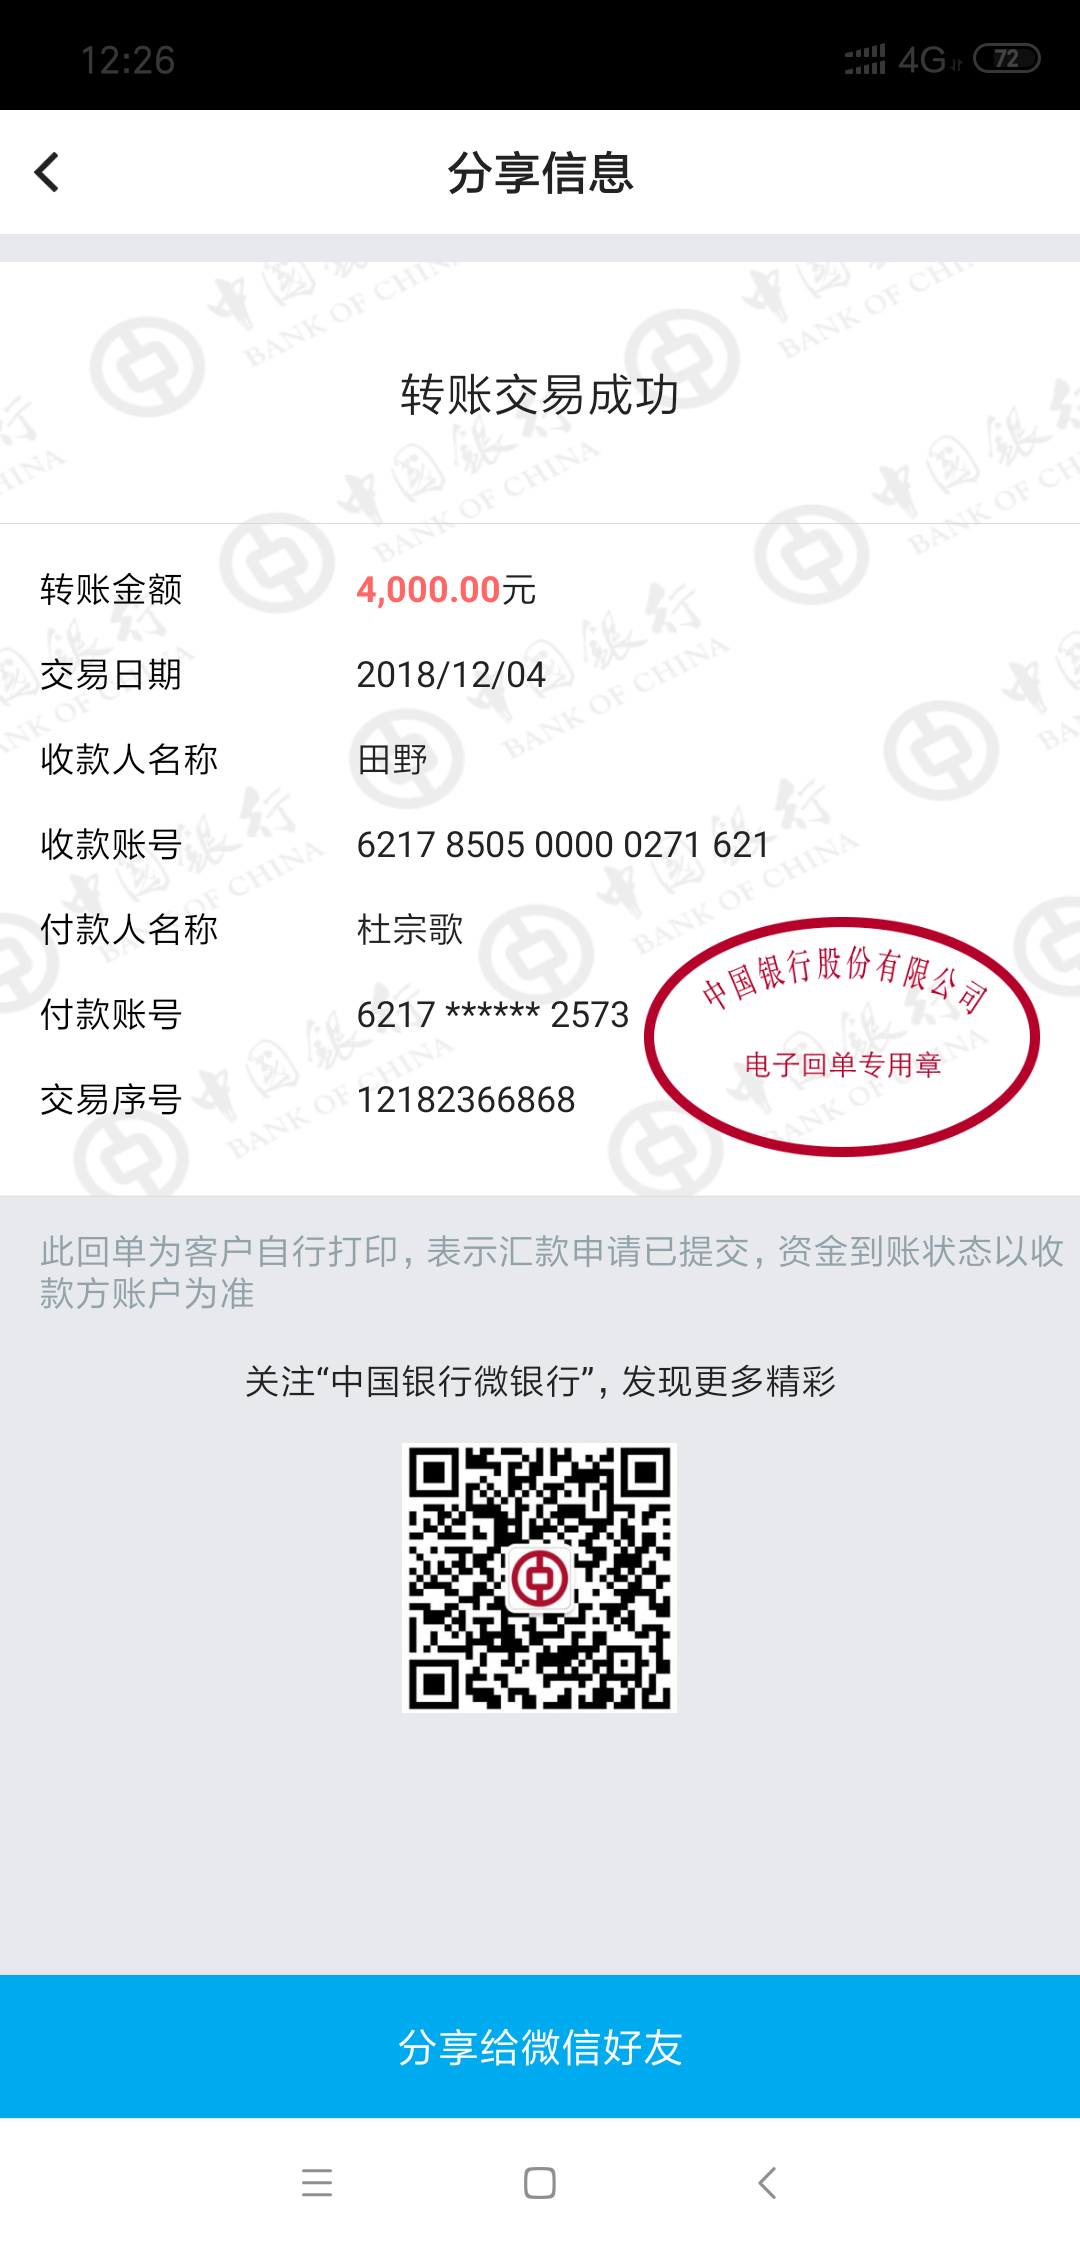 12:26
4G 72
分享信息
中国银行
BANK OF CHINA
转账交易成功
转账金额 4,000.00元
交易日期 2018/12/04
收款人名称 田野
收款账号 6217 8505 0000 0271 621
付款人名称 杜宗歌
付款账号 6217 ****** 2573
交易序号 12182366868
中国银行股份有限公司
电子回单专用章
此回单为客户自行打印,表示汇款申请已提交,资金到账状态以收
款方账户为准
关注“中国银行微银行”,发现更多精彩
分享给微信好友